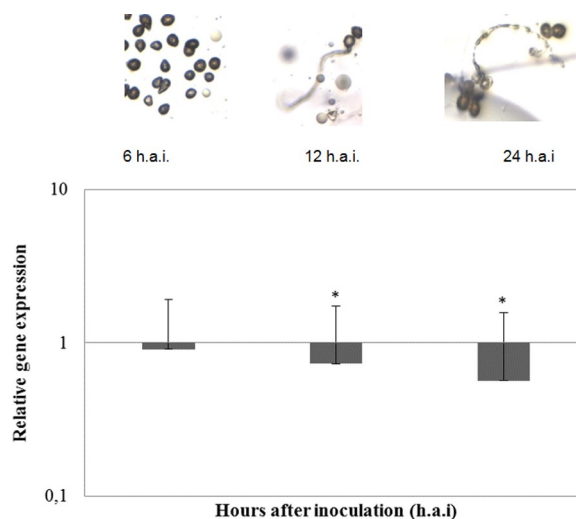 6 h.a.i.
12 h.a.i.
24 h.a.i
10
*
*
1
0,1
Relative gene expression
Hours after inoculation (h.a.i)